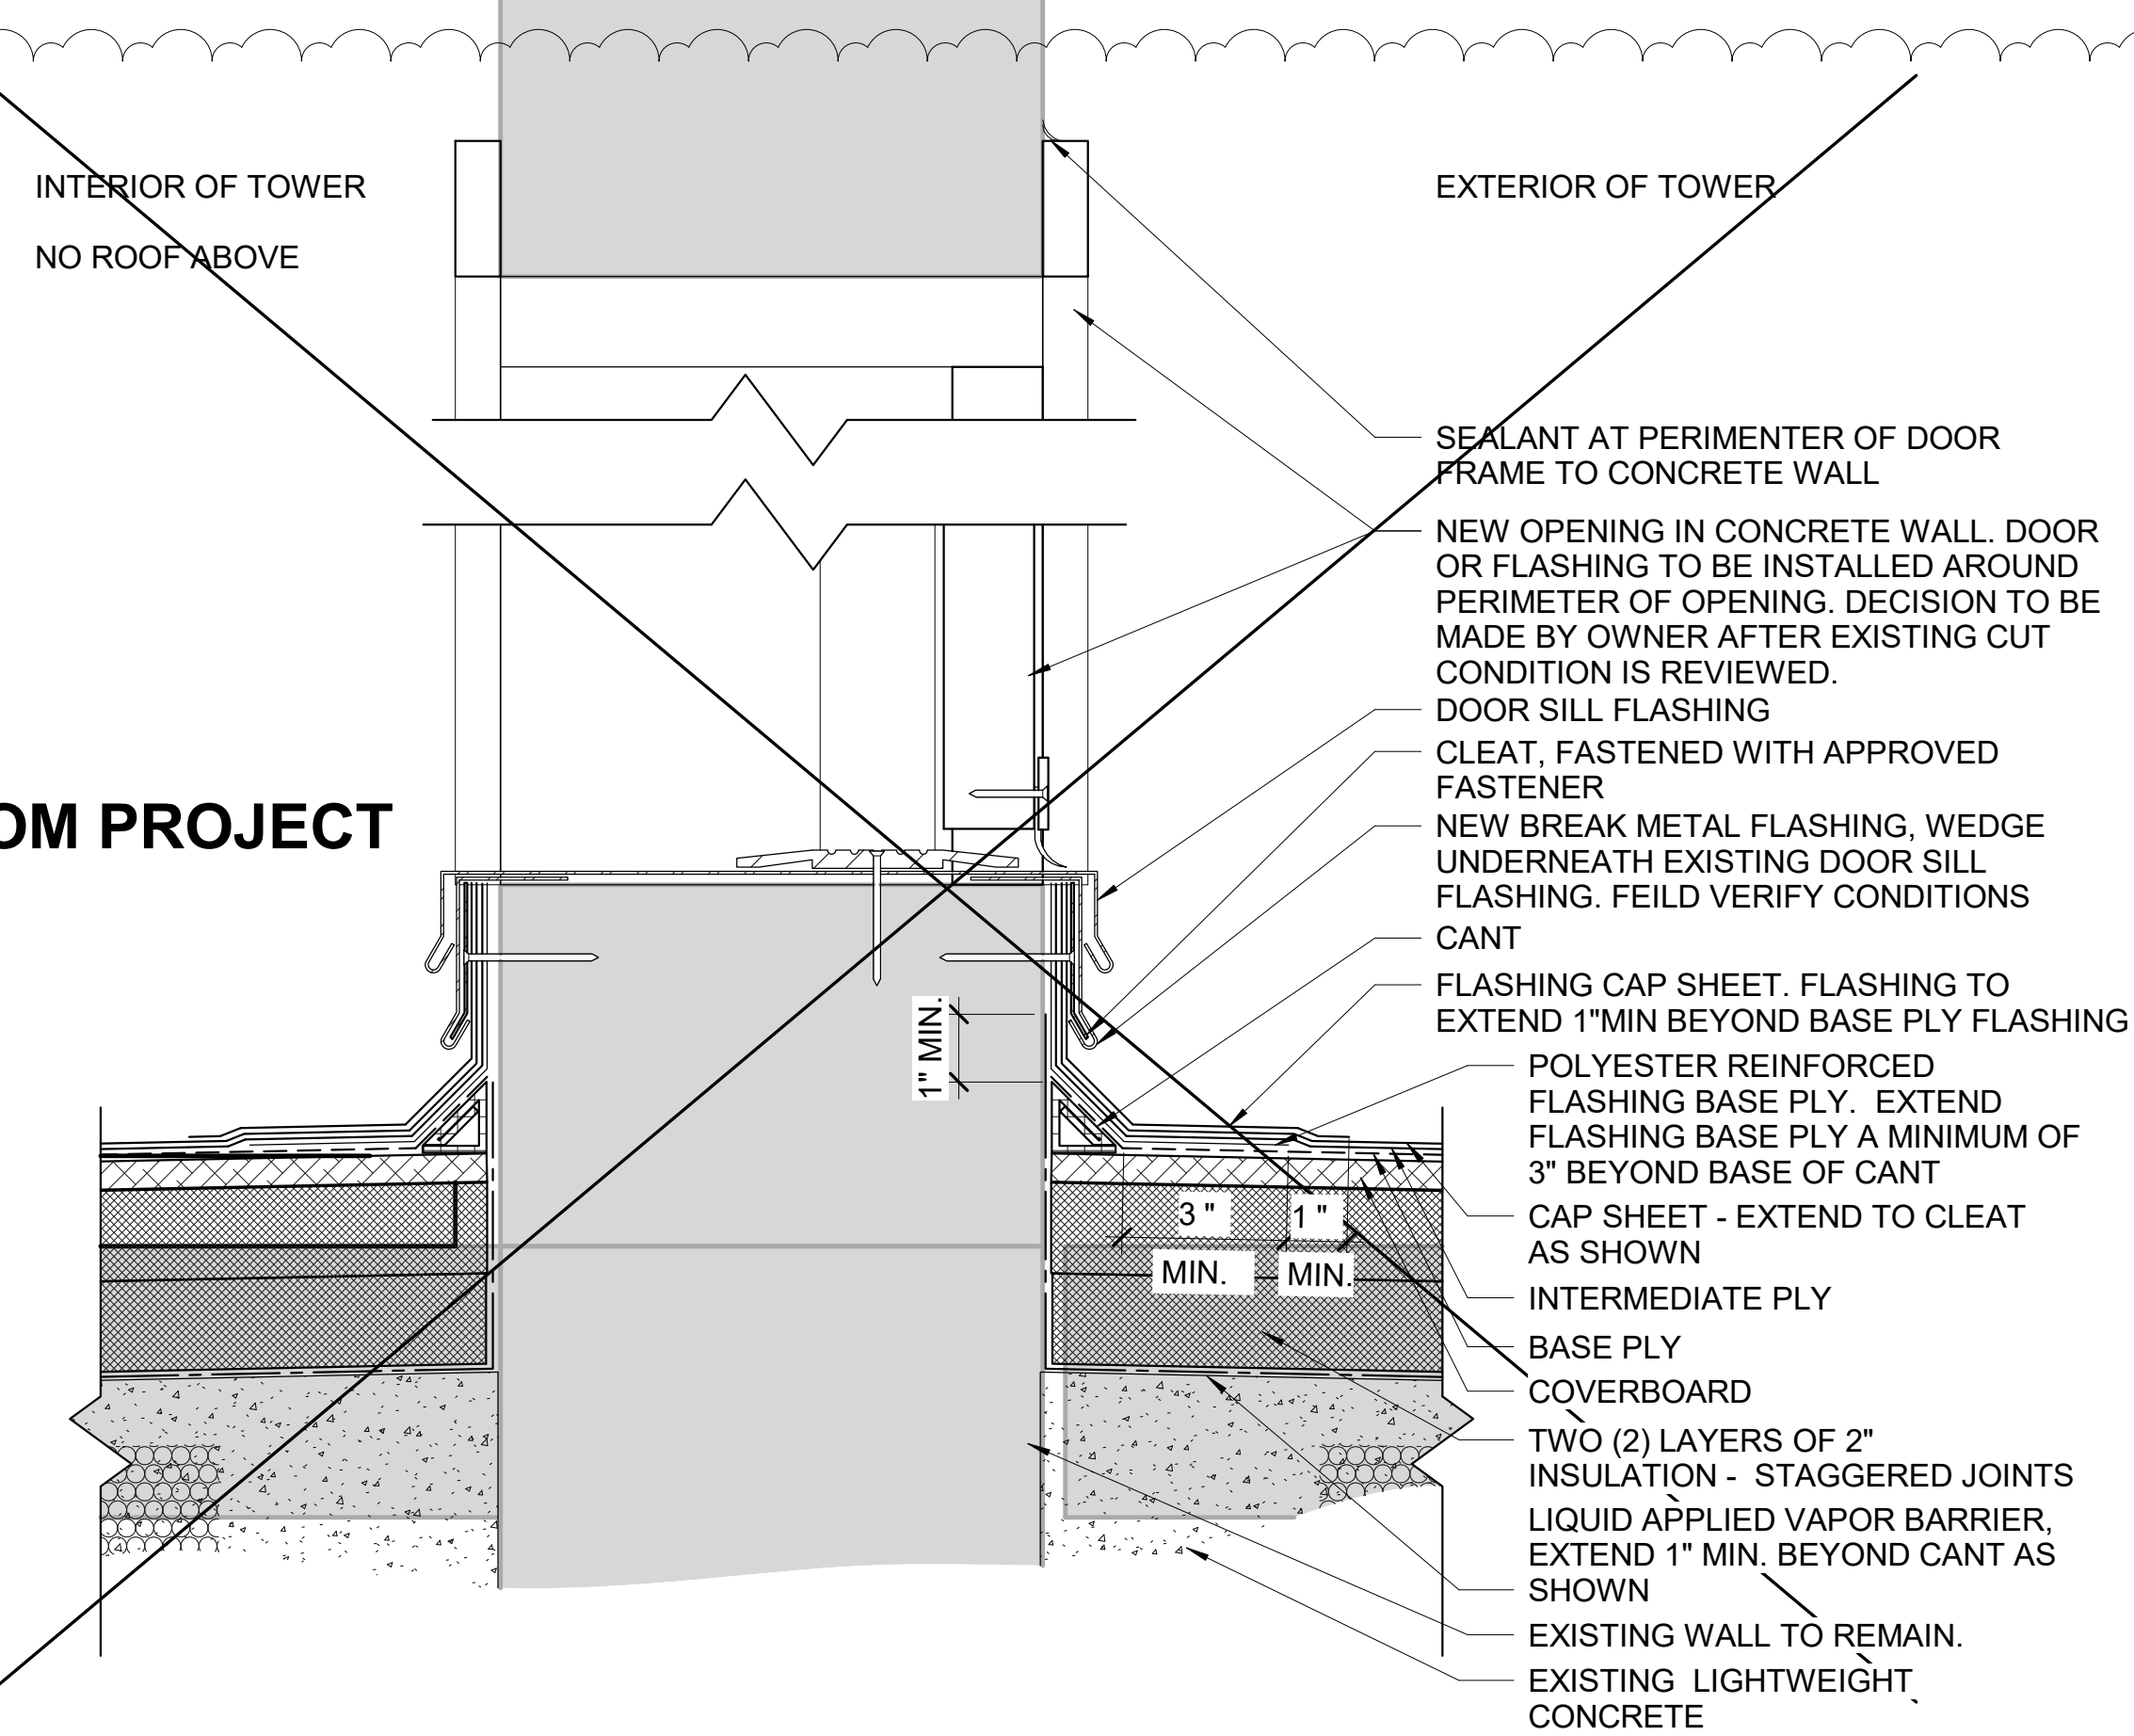 INTERIOR OF TOWER
NO ROOF ABOVE
EXTERIOR OF TOWER
SEALANT AT PERIMENTER OF DOOR
FRAME TO CONCRETE WALL
NEW OPENING IN CONCRETE WALL. DOOR
OR FLASHING TO BE INSTALLED AROUND
PERIMETER OF OPENING. DECISION TO BE
MADE BY OWNER AFTER EXISTING CUT
CONDITION IS REVIEWED.
DOOR SILL FLASHING
CLEAT, FASTENED WITH APPROVED
FASTENER
OM PROJECT
NEW BREAK METAL FLASHING, WEDGE
UNDERNEATH EXISTING DOOR SILL
FLASHING. FEILD VERIFY CONDITIONS
CANT
FLASHING CAP SHEET. FLASHING TO
EXTEND 1"MIN BEYOND BASE PLY FLASHING
1" MIN.
POLYESTER REINFORCED
FLASHING BASE PLY. EXTEND
FLASHING BASE PLY A MINIMUM OF
3" BEYOND BASE OF CANT
3 "
MIN.
1 "
MIN.
CAP SHEET - EXTEND TO CLEAT
AS SHOWN
INTERMEDIATE PLY
BASE PLY
COVERBOARD
TWO (2) LAYERS OF 2"
INSULATION - STAGGERED JOINTS
LIQUID APPLIED VAPOR BARRIER,
EXTEND 1" MIN. BEYOND CANT AS
SHOWN
EXISTING WALL TO REMAIN.
EXISTING LIGHTWEIGHT
CONCRETE